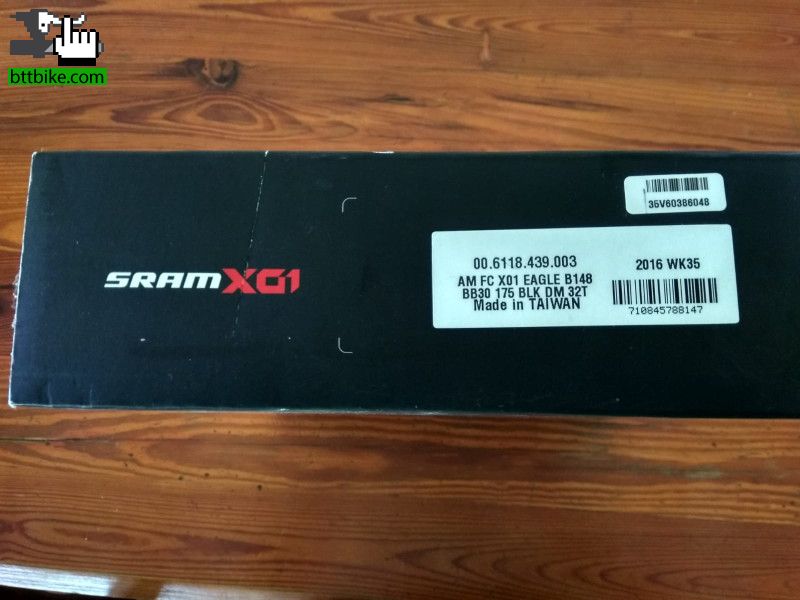 bttbike.com
35V60386048
SRAM X01
00.6118.439.003
2016 WK35
AM FC X01 EAGLE B148
BB30 175 BLK DM 32T
Made in TAIWAN
710845788147